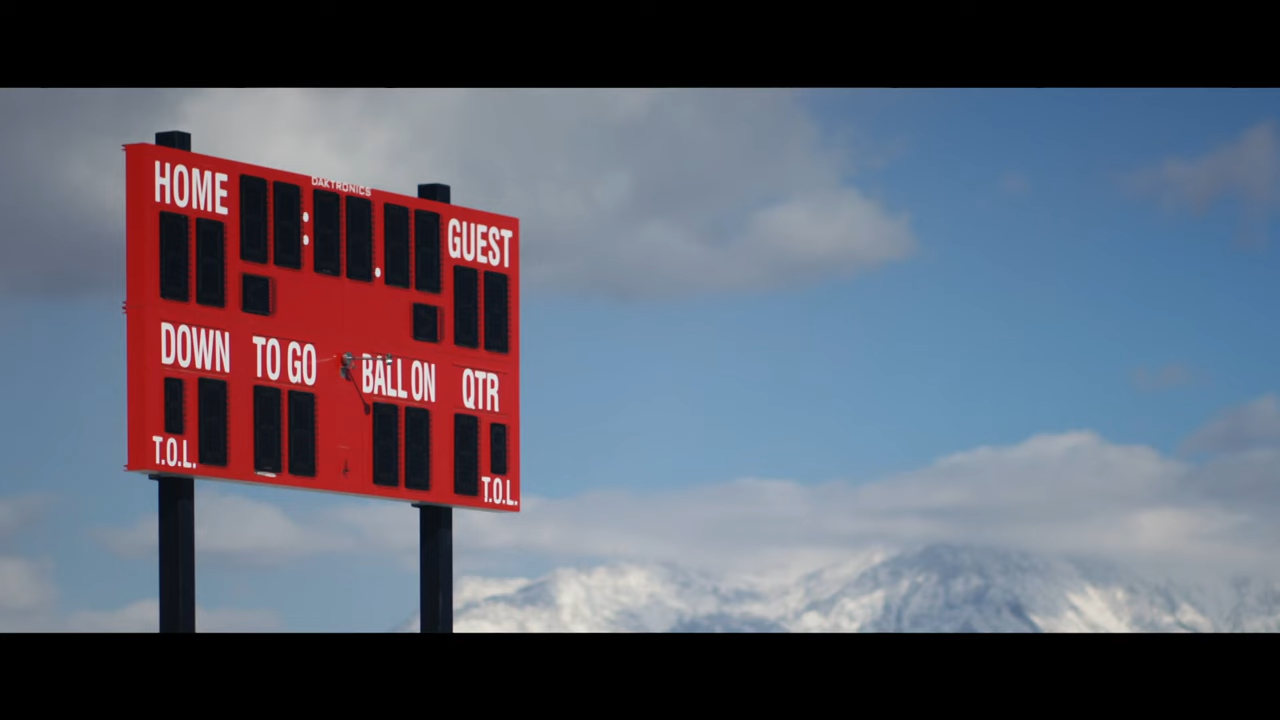 DAKTRONICS
HOME
GUEST
DOWN TO GO BALL ON QTR
T.O.L.
T.O.L.